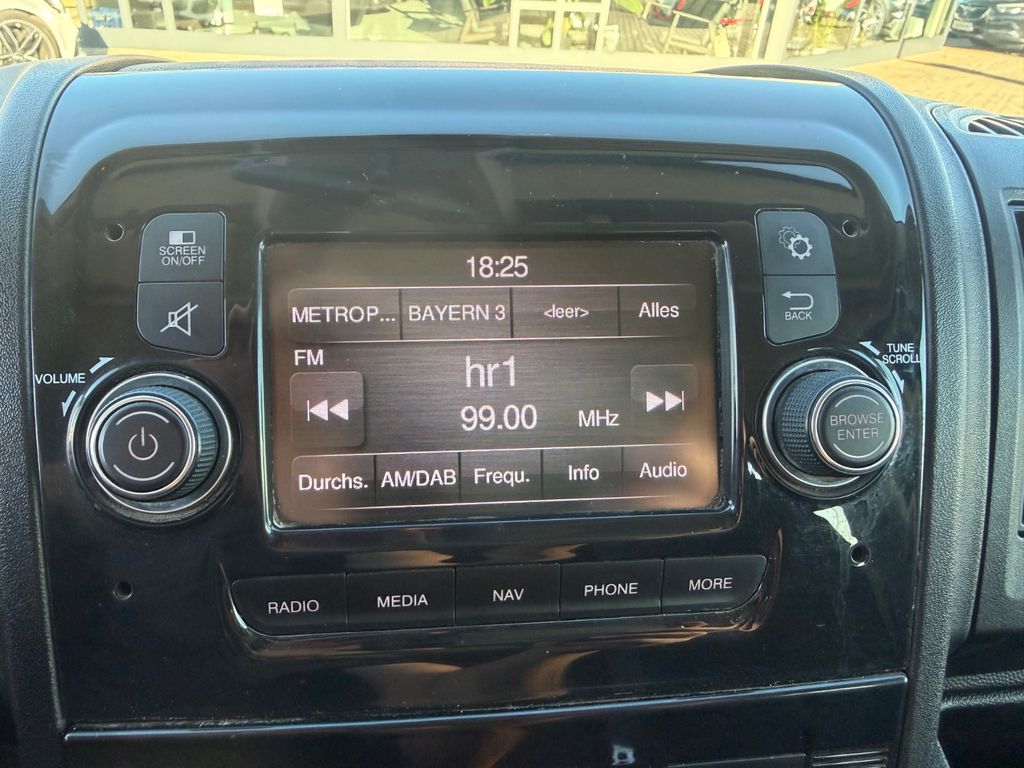 18:25
SCREEN
ON/OFF
METROP... BAYERN 3 <leer> Alles
BACK
FM
hr1
99.00 MHz
VOLUME
TUNE
SCROLL
BROWSE
ENTER
Durchs. AM/DAB Frequ. Info Audio
RADIO MEDIA NAV PHONE MORE